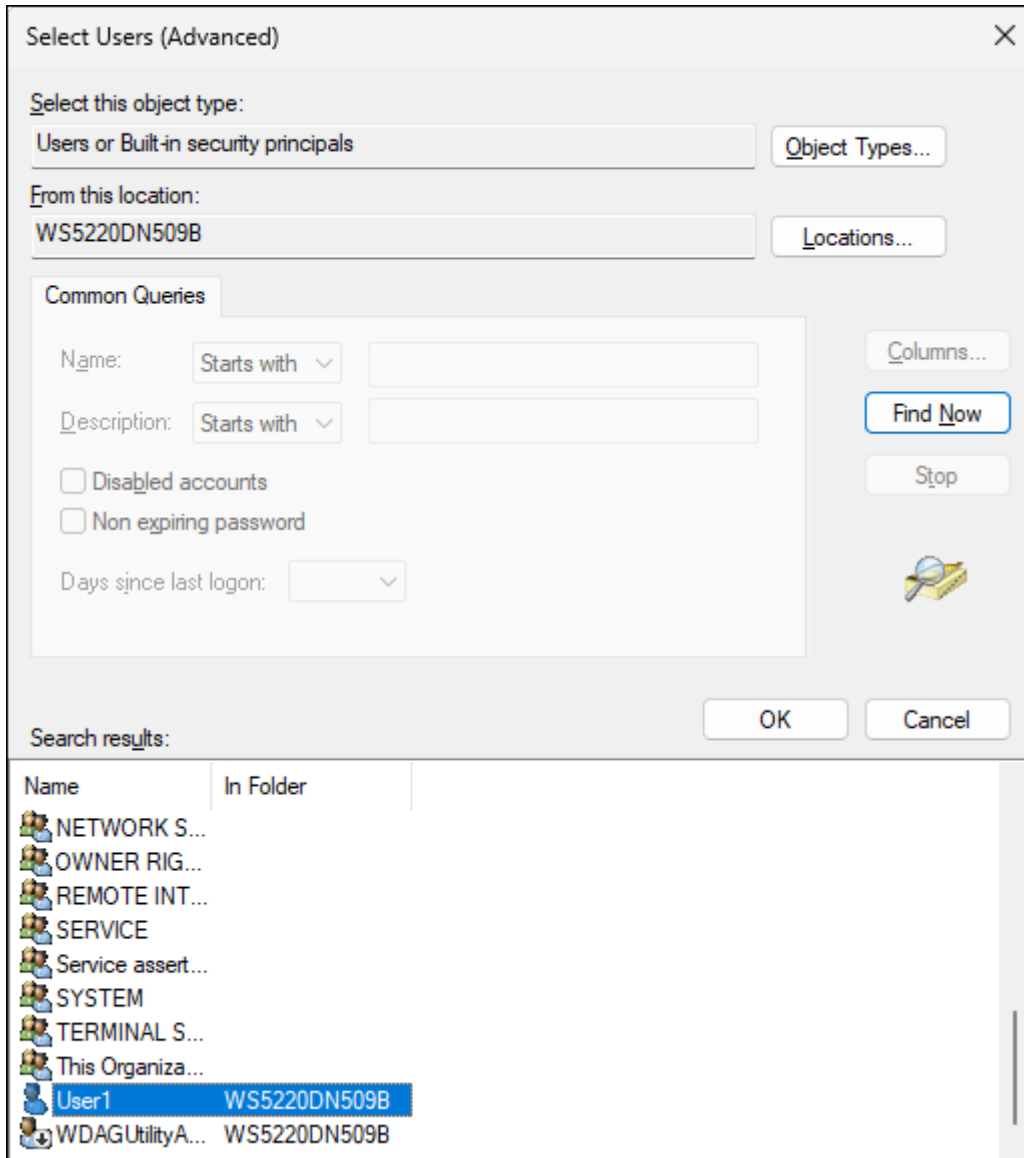 Select Users (Advanced)
Select this object type:
Users or Built-in security principals
Object Types...
From this location:
WS5220DN509B
Locations...
Common Queries
Name:
Starts with
Columns...
Description:
Starts with
Find Now
Disabled accounts
Stop
Non expiring password
Days since last logon:
OK
Cancel
Search results:
Name In Folder
NETWORK S...
OWNER RIG...
REMOTE INT...
SERVICE
Service assert...
SYSTEM
TERMINAL S...
This Organiza...
User1 WS5220DN509B
WDAGUtilityA... WS5220DN509B